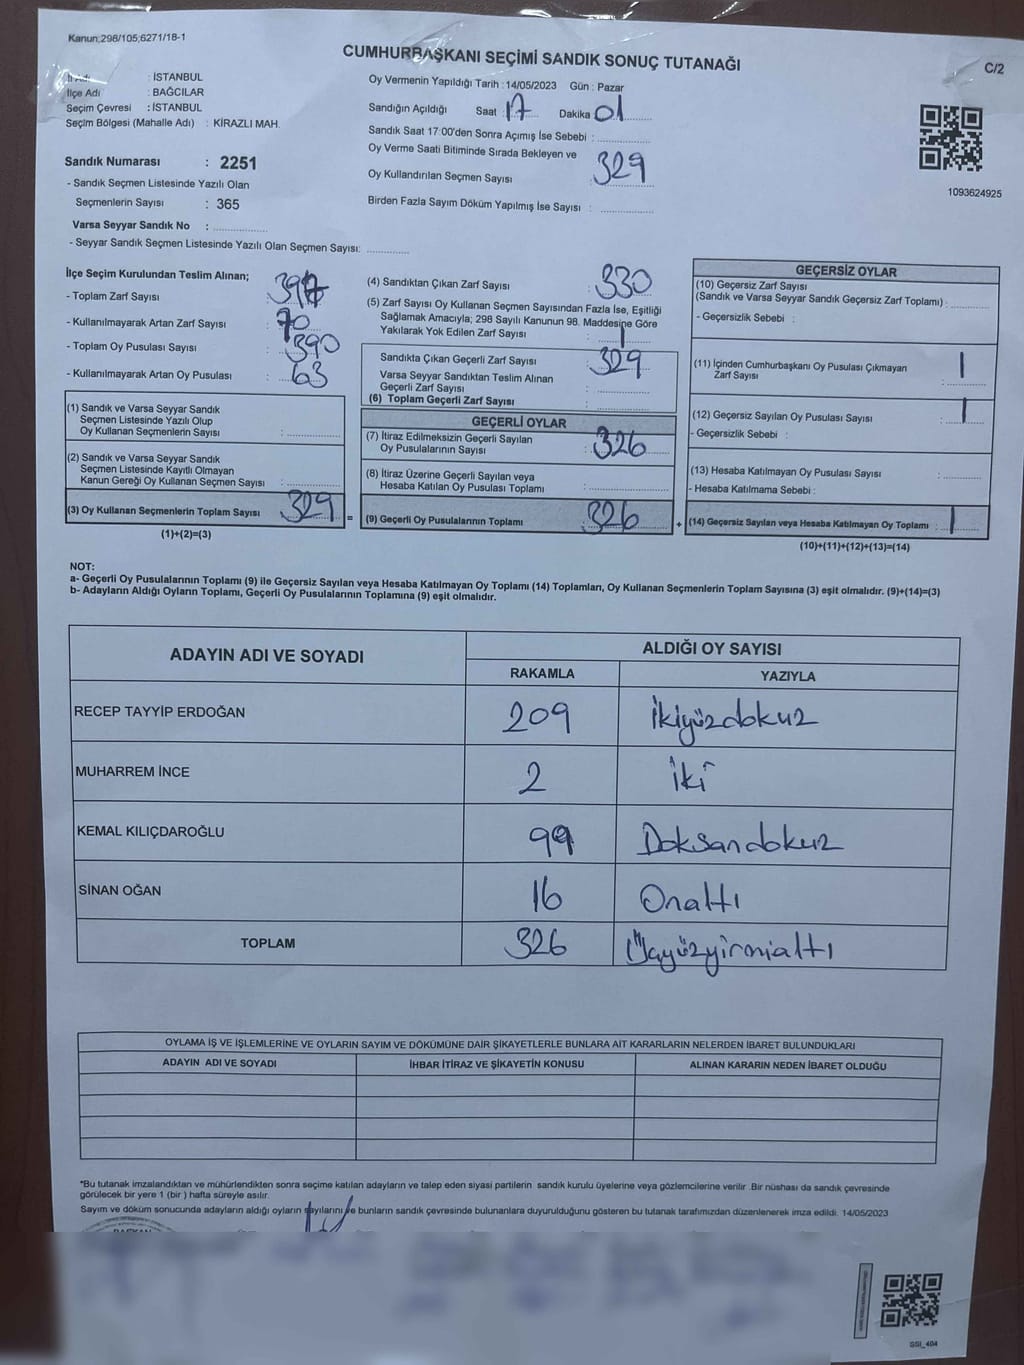 Kanun:298/105;6271/18-1
CUMHURBAŞKANI SEÇİMİ SANDIK SONUÇ TUTANAĞI
C/2
İl Adı : İSTANBUL
İlçe Adı : BAĞCILAR
Seçim Çevresi : İSTANBUL
Seçim Bölgesi (Mahalle Adı) : KİRAZLI MAH.
Sandık Numarası : 2251
- Sandık Seçmen Listesinde Yazılı Olan
Seçmenlerin Sayısı : 365
Varsa Seyyar Sandık No :
- Seyyar Sandık Seçmen Listesinde Yazılı Olan Seçmen Sayısı:
Oy Vermenin Yapıldığı Tarih : 14/05/2023 Gün : Pazar
Sandığın Açıldığı Saat : 17 Dakika : 01
Sandık Saat 17:00'den Sonra Açımış İse Sebebi :
Oy Verme Saati Bitiminde Sırada Bekleyen ve
Oy Kullandırılan Seçmen Sayısı : 329
Birden Fazla Sayım Döküm Yapılmış İse Sayısı :
1093624925
İlçe Seçim Kurulundan Teslim Alınan;
- Toplam Zarf Sayısı :
- Kullanılmayarak Artan Zarf Sayısı : 70
- Toplam Oy Pusulası Sayısı : 390
- Kullanılmayarak Artan Oy Pusulası : 63
(1) Sandık ve Varsa Seyyar Sandık
Seçmen Listesinde Yazılı Olup
Oy Kullanan Seçmenlerin Sayısı :
(2) Sandık ve Varsa Seyyar Sandık
Seçmen Listesinde Kayıtlı Olmayan
Kanun Gereği Oy Kullanan Seçmen Sayısı :
(3) Oy Kullanan Seçmenlerin Toplam Sayısı : 329 =
(1)+(2)=(3)
(4) Sandıktan Çıkan Zarf Sayısı : 330
(5) Zarf Sayısı Oy Kullanan Seçmen Sayısından Fazla İse, Eşitliği
Sağlamak Amacıyla; 298 Sayılı Kanunun 98. Maddesine Göre
Yakılarak Yok Edilen Zarf Sayısı : 1
Sandıkta Çıkan Geçerli Zarf Sayısı : 329
Varsa Seyyar Sandıktan Teslim Alınan
Geçerli Zarf Sayısı :
(6) Toplam Geçerli Zarf Sayısı :
GEÇERLİ OYLAR
(7) İtiraz Edilmeksizin Geçerli Sayılan
Oy Pusulalarının Sayısı : 326
(8) İtiraz Üzerine Geçerli Sayılan veya
Hesaba Katılan Oy Pusulası Toplamı :
(9) Geçerli Oy Pusulalarının Toplamı : 326 +
GEÇERSİZ OYLAR
(10) Geçersiz Zarf Sayısı
(Sandık ve Varsa Seyyar Sandık Geçersiz Zarf Toplamı) :
- Geçersizlik Sebebi :
(11) İçinden Cumhurbaşkanı Oy Pusulası Çıkmayan
Zarf Sayısı : 1
(12) Geçersiz Sayılan Oy Pusulası Sayısı : 1
- Geçersizlik Sebebi :
(13) Hesaba Katılmayan Oy Pusulası Sayısı :
- Hesaba Katılmama Sebebi :
(14) Geçersiz Sayılan veya Hesaba Katılmayan Oy Toplamı : 1
(10)+(11)+(12)+(13)=(14)
NOT:
a- Geçerli Oy Pusulalarının Toplamı (9) ile Geçersiz Sayılan veya Hesaba Katılmayan Oy Toplamı (14) Toplamları, Oy Kullanan Seçmenlerin Toplam Sayısına (3) eşit olmalıdır. (9)+(14)=(3)
b- Adayların Aldığı Oyların Toplamı, Geçerli Oy Pusulalarının Toplamına (9) eşit olmalıdır.
ADAYIN ADI VE SOYADI
ALDIĞI OY SAYISI
RAKAMLA YAZIYLA
RECEP TAYYİP ERDOĞAN 209 İkiyüzdokuz
MUHARREM İNCE 2 İki
KEMAL KILIÇDAROĞLU 99 Doksandokuz
SİNAN OĞAN 16 Onaltı
TOPLAM 326 Üçyüzyirmialtı
OYLAMA İŞ VE İŞLEMLERİNE VE OYLARIN SAYIM VE DÖKÜMÜNE DAİR ŞİKAYETLERLE BUNLARA AİT KARARLARIN NELERDEN İBARET BULUNDUKLARI
ADAYIN ADI VE SOYADI İHBAR İTİRAZ VE ŞİKAYETİN KONUSU ALINAN KARARIN NEDEN İBARET OLDUĞU
*Bu tutanak imzalandıktan ve mühürlendikten sonra seçime katılan adayların ve talep eden siyasi partilerin sandık kurulu üyelerine veya gözlemcilerine verilir .Bir nüshası da sandık çevresinde
görülecek bir yere 1 (bir ) hafta süreyle asılır.
Sayım ve döküm sonucunda adayların aldığı oyların sayılarını ve bunların sandık çevresinde bulunanlara duyurulduğunu gösteren bu tutanak tarafımızdan düzenlenerek imza edildi. 14/05/2023
BAŞKAN
SSI_404